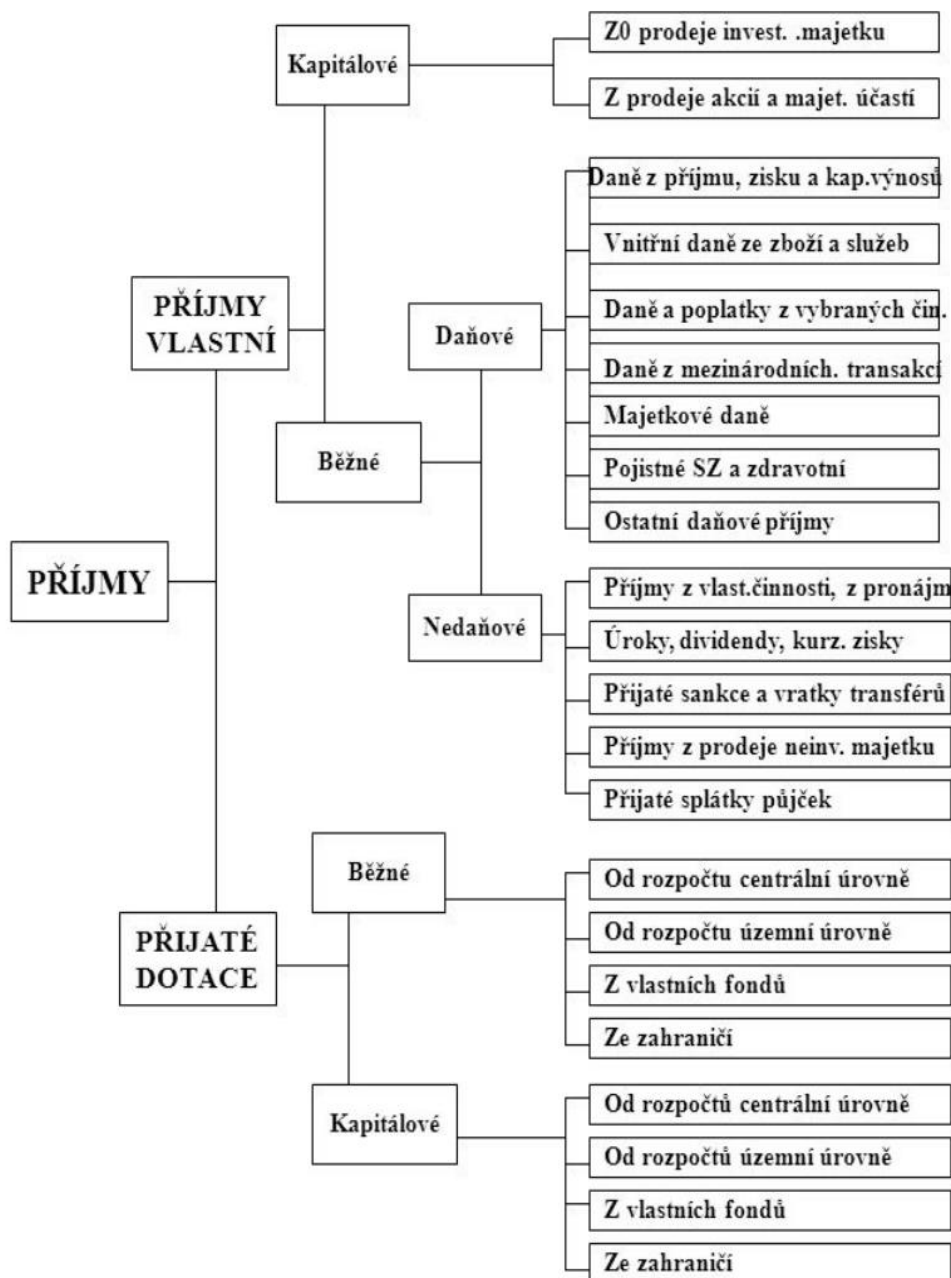 Kapitálové
Z0 prodeje invest. .majetku
Z prodeje akcií a majet. účastí
PŘÍJMY
VLASTNÍ
Daňové
Daně z příjmu, zisku a kap.výnosů
Vnitřní daně ze zboží a služeb
Daně a poplatky z vybraných čin.
Daně z mezinárodních. transakcí
Majetkové daně
Pojistné SZ a zdravotní
Ostatní daňové příjmy
Běžné
PŘÍJMY
Nedaňové
Příjmy z vlast.činnosti, z pronájm
Úroky, dividendy, kurz. zisky
Přijaté sankce a vratky transférů
Příjmy z prodeje neinv. majetku
Přijaté splátky půjček
Běžné
Od rozpočtu centrální úrovně
Od rozpočtu územní úrovně
Z vlastních fondů
Ze zahraničí
PŘIJATÉ
DOTACE
Kapitálové
Od rozpočtů centrální úrovně
Od rozpočtů územní úrovně
Z vlastních fondů
Ze zahraničí